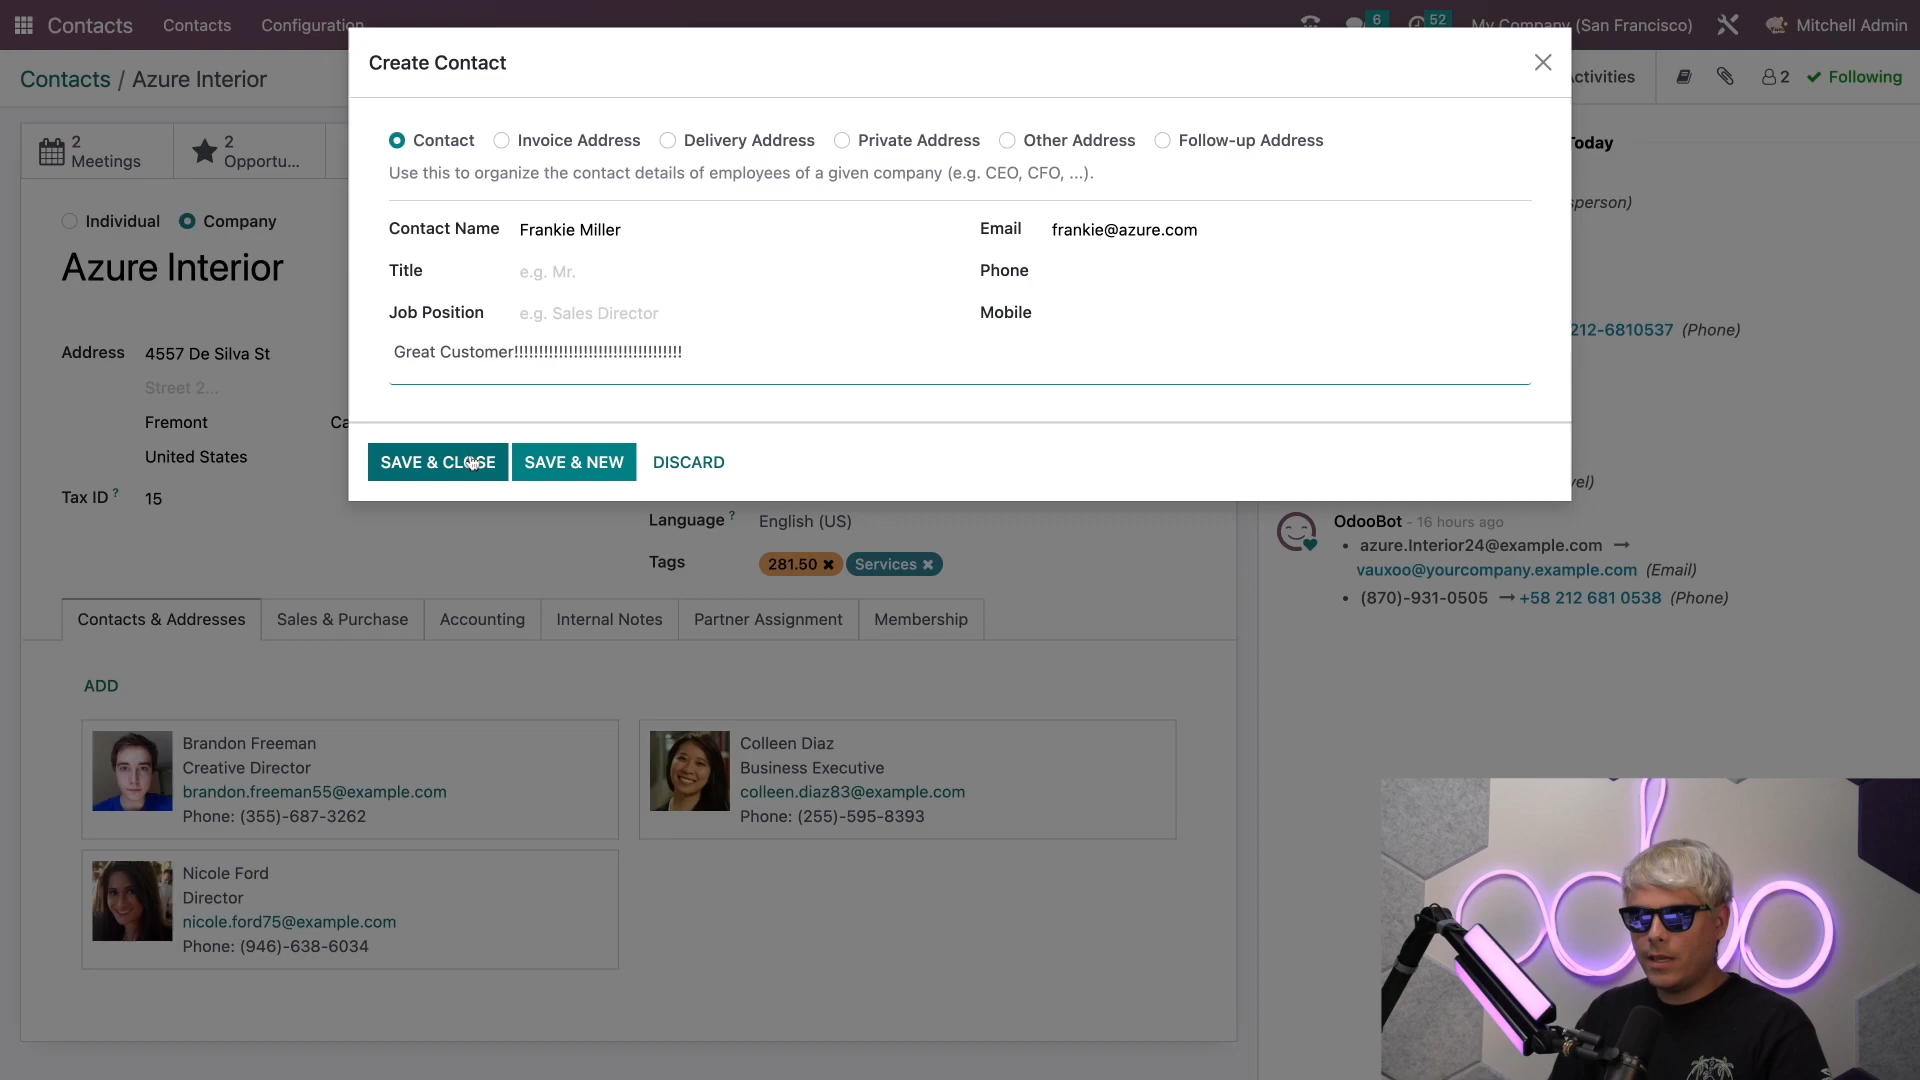 Contacts Contacts Configuration 6 52 My Company (San Francisco) Mitchell Admin
Create Contact
Contacts / Azure Interior
ctivities 2 Following
2
Meetings
2
Opportu...
Contact Invoice Address Delivery Address Private Address Other Address Follow-up Address
Today
Use this to organize the contact details of employees of a given company (e.g. CEO, CFO, ...).
sperson)
Individual Company
Azure Interior
Contact Name Frankie Miller
Email frankie@azure.com
Title e.g. Mr.
Phone
Job Position e.g. Sales Director
Mobile
212-6810537 (Phone)
Great Customer!!!!!!!!!!!!!!!!!!!!!!!!!!!!!!!!!!
Address 4557 De Silva St
Street 2...
Fremont Ca
United States
Tax ID ? 15
SAVE & CLOSE SAVE & NEW DISCARD
vel)
Language ? English (US)
Tags 281.50 Services
OdooBot - 16 hours ago
• azure.Interior24@example.com →
vauxoo@yourcompany.example.com (Email)
• (870)-931-0505 → +58 212 681 0538 (Phone)
Contacts & Addresses Sales & Purchase Accounting Internal Notes Partner Assignment Membership
ADD
Brandon Freeman
Creative Director
brandon.freeman55@example.com
Phone: (355)-687-3262
Colleen Diaz
Business Executive
colleen.diaz83@example.com
Phone: (255)-595-8393
Nicole Ford
Director
nicole.ford75@example.com
Phone: (946)-638-6034
odoo